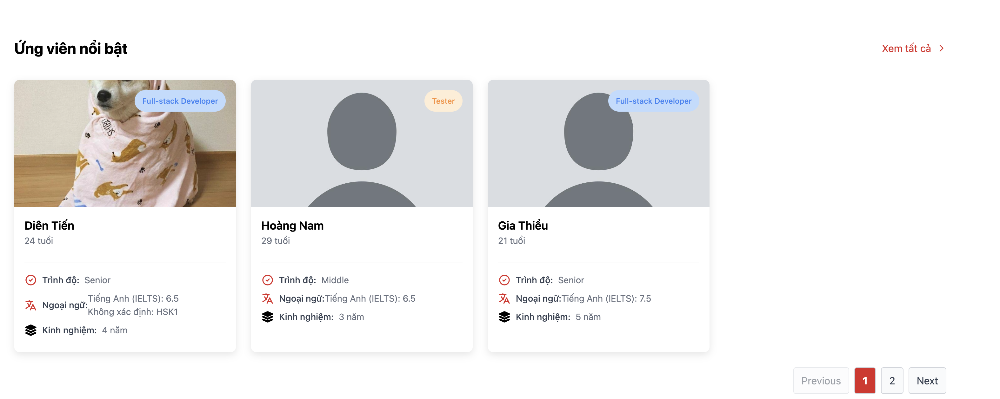 Ứng viên nổi bật
Xem tất cả
Full-stack Developer
SHIBO
Diên Tiến
24 tuổi
Trình độ: Senior
Ngoại ngữ: Tiếng Anh (IELTS): 6.5
Không xác định: HSK1
Kinh nghiệm: 4 năm
Tester
Hoàng Nam
29 tuổi
Trình độ: Middle
Ngoại ngữ:Tiếng Anh (IELTS): 6.5
Kinh nghiệm: 3 năm
Full-stack Developer
Gia Thiều
21 tuổi
Trình độ: Senior
Ngoại ngữ:Tiếng Anh (IELTS): 7.5
Kinh nghiệm: 5 năm
Previous
1
2
Next